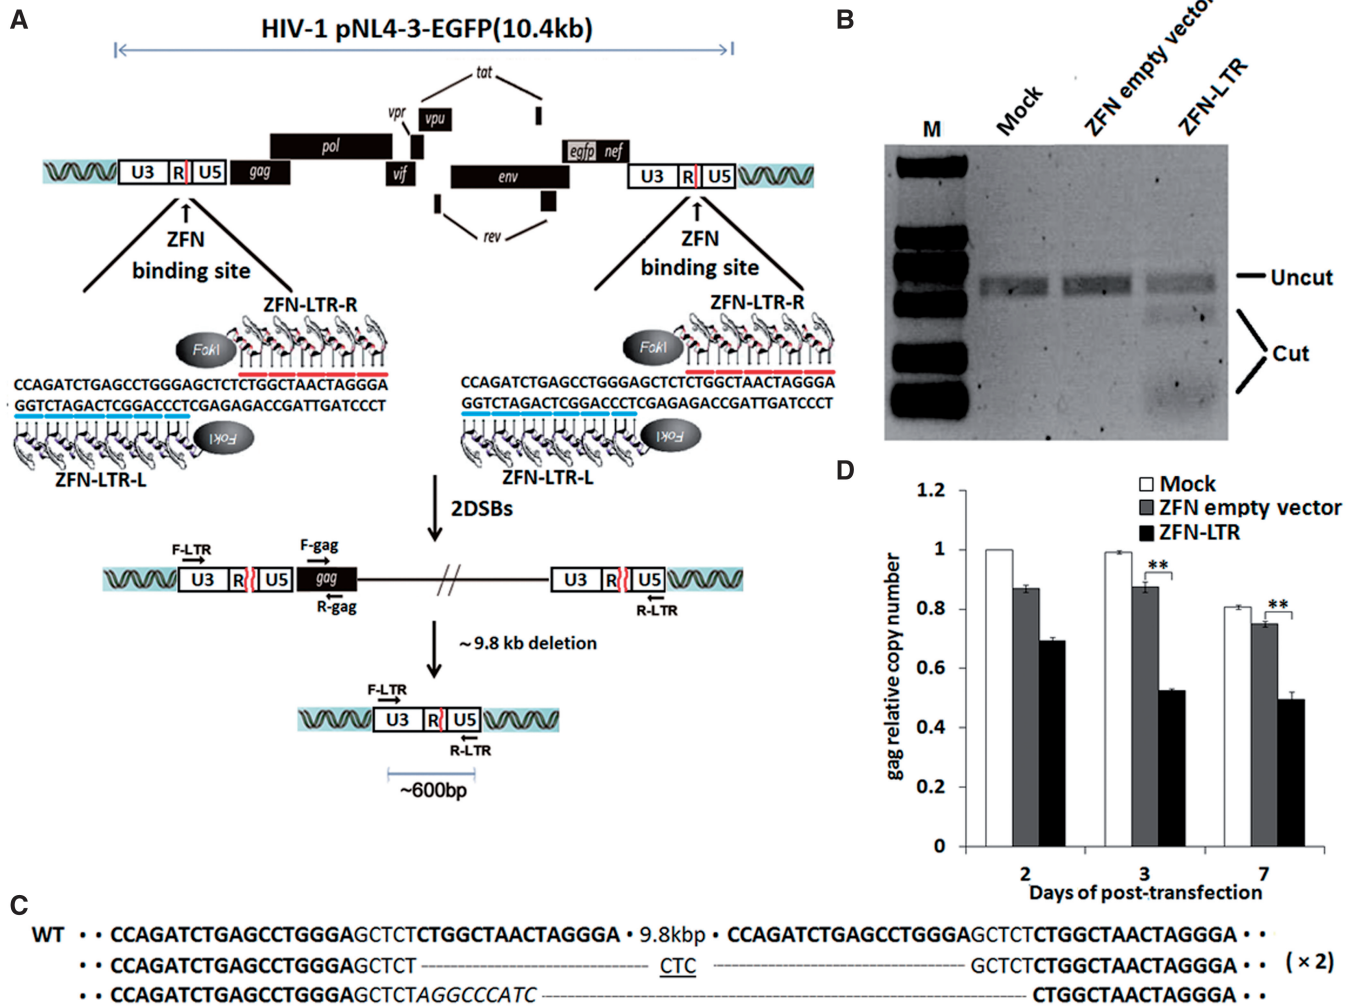 A
HIV-1 pNL4-3-EGFP(10.4kb)
tat
vpr
vpu
pol
egfp nef
U3 R U5
gag
vif
env
U3 R U5
rev
ZFN
binding site
ZFN
binding site
ZFN-LTR-R
ZFN-LTR-R
FokI
FokI
CCAGATCTGAGCCTGGGAGCTCTCTGGCTAACTAGGGA
GGTCTAGACTCGGACCCTCGAGAGACCGATTGATCCCT
CCAGATCTGAGCCTGGGAGCTCTCTGGCTAACTAGGGA
GGTCTAGACTCGGACCCTCGAGAGACCGATTGATCCCT
FokI
FokI
ZFN-LTR-L
ZFN-LTR-L
2DSBs
F-LTR
F-gag
U3 R U5
gag
U3 R U5
R-gag
R-LTR
~9.8 kb deletion
F-LTR
U3 R U5
R-LTR
~600bp
B
M
Mock
ZFN empty vector
ZFN-LTR
Uncut
Cut
D
Mock
ZFN empty vector
ZFN-LTR
gag relative copy number
1.2
1
0.8
0.6
0.4
0.2
0
**
**
2 3 7
Days of post-transfection
C
WT • • CCAGATCTGAGCCTGGGAGCTCTCTGGCTAACTAGGGA • 9.8kbp • CCAGATCTGAGCCTGGGAGCTCTCTGGCTAACTAGGGA • •
• • CCAGATCTGAGCCTGGGAGCTCT CTC GCTCTCTGGCTAACTAGGGA • • ( × 2)
• • CCAGATCTGAGCCTGGGAGCTCTAGGCCCATC CTGGCTAACTAGGGA • •